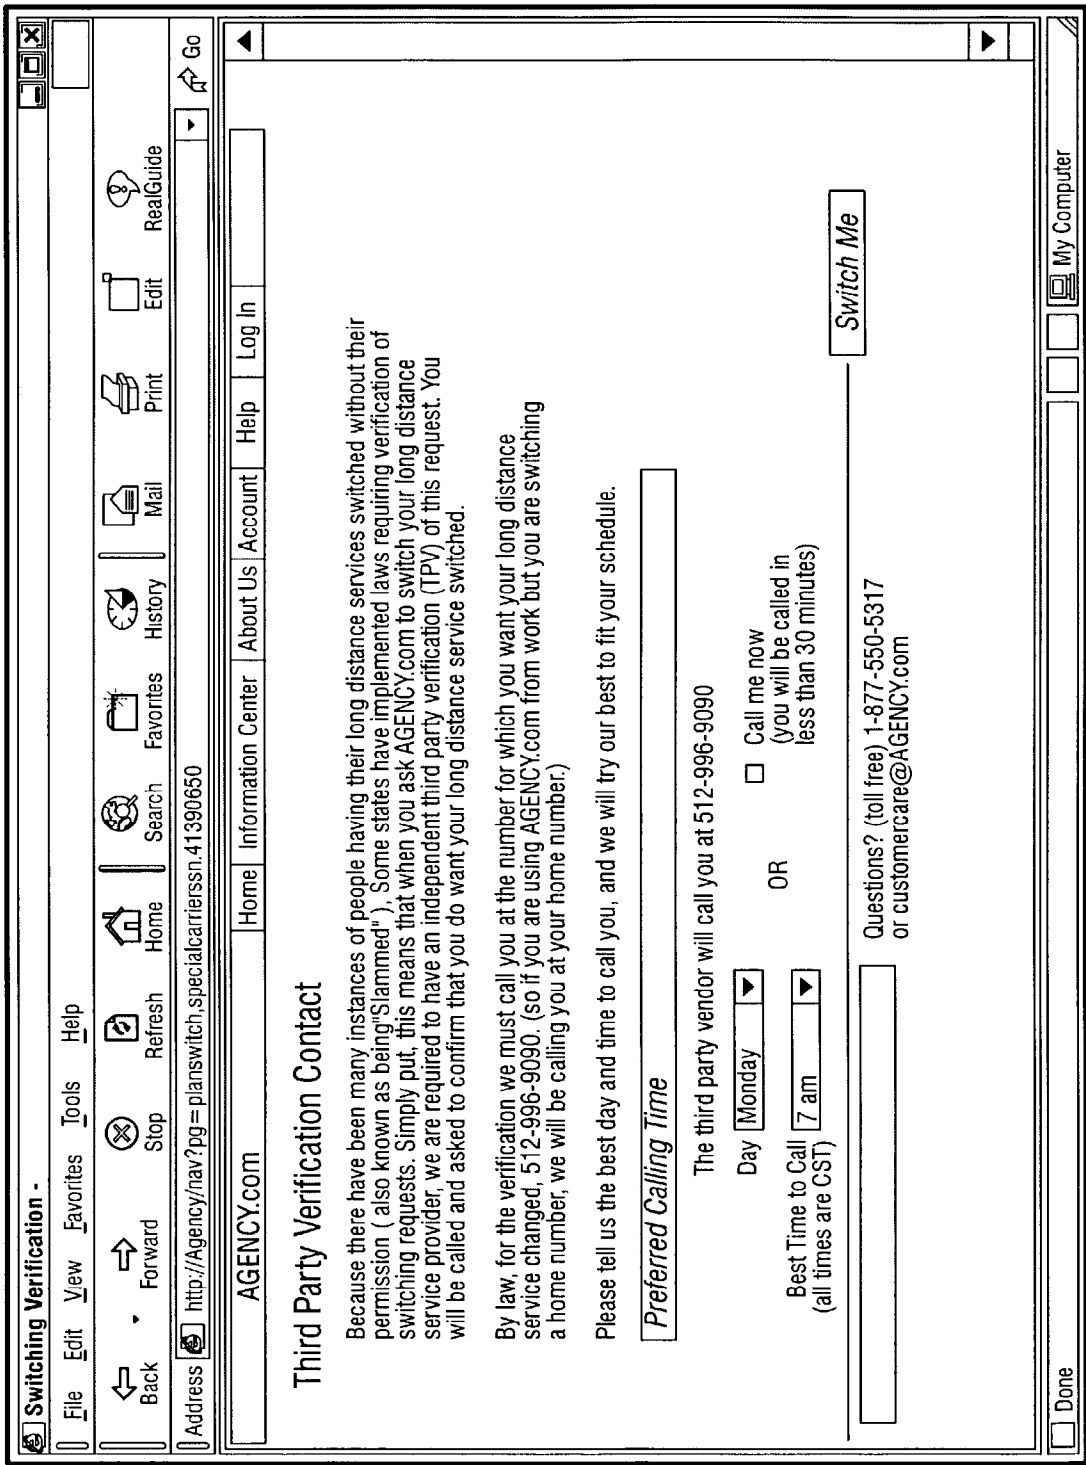 Switching Verification -
File Edit View Favorites Tools Help
Back Forward Stop Refresh Home Search Favorites History Mail Print Edit RealGuide
Address http://Agency/nav?pg=planswitch,specialcarrierssn.41390650 Go
AGENCY.com Home Information Center About Us Account Help Log In
Third Party Verification Contact
Because there have been many instances of people having their long distance services switched without their
permission ( also known as being"Slammed" ), Some states have implemented laws requiring verification of
switching requests. Simply put, this means that when you ask AGENCY.com to switch your long distance
service provider, we are required to have an independent third party verification (TPV) of this request. You
will be called and asked to confirm that you do want your long distance service switched.
By law, for the verification we must call you at the number for which you want your long distance
service changed, 512-996-9090. (so if you are using AGENCY.com from work but you are switching
a home number, we will be calling you at your home number.)
Please tell us the best day and time to call you, and we will try our best to fit your schedule.
Preferred Calling Time
The third party vendor will call you at 512-996-9090
Day Monday
Best Time to Call 7 am
(all times are CST)
OR
Call me now
(you will be called in
less than 30 minutes)
Switch Me
Questions? (toll free) 1-877-550-5317
or customercare@AGENCY.com
Done My Computer